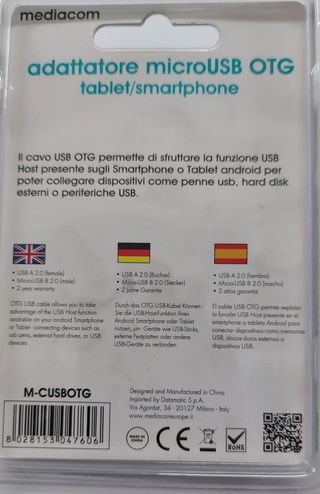 mediacom
adattatore microUSB OTG
tablet/smartphone
Il cavo USB OTG permette di sfruttare la funzione USB
Host presente sugli Smartphone o Tablet android per
poter collegare dispositivi come penne usb, hard disk
esterni o periferiche USB.
• USB A 2.0 (female)
• Micro-USB B 2.0 (male)
• 2 year warranty
OTG USB cable allows you to take
advantage of the USB Host function
available on your android Smartphone
or Tablet connecting devices such as
usb pens, external hard drives, or USB
devices.
• USB A 2.0 (Buchse)
• Micro-USB B 2.0 (Stecker)
• 2 Jahre Garantie
Durch das OTG USB-Kabel Können
Sie die USB-Host-Funktion Ihres
Android Smartphone oder Tablet
nutzen, um Geräte wie USB-Sticks,
externe Festplatten oder andere
USB-Geräte zu verbinden.
• USB A 2.0 (hembra)
• Micro-USB B 2.0 (macho)
• 2 años garantía
El cable USB OTG permite explotar
la función USB Host presente en el
smartphone o tableta Android para
conectar dispositivos como memorias
USB, discos duros externos o
dispositivos USB.
M-CUSBOTG
8 028153 047606
Designed and Manufactured in China
Imported by Datamatic S.p.A.
Via Agordat, 34 - 20127 Milano - Italy
www.mediacomeurope.it
MADE IN CHINA
CE
RoHS